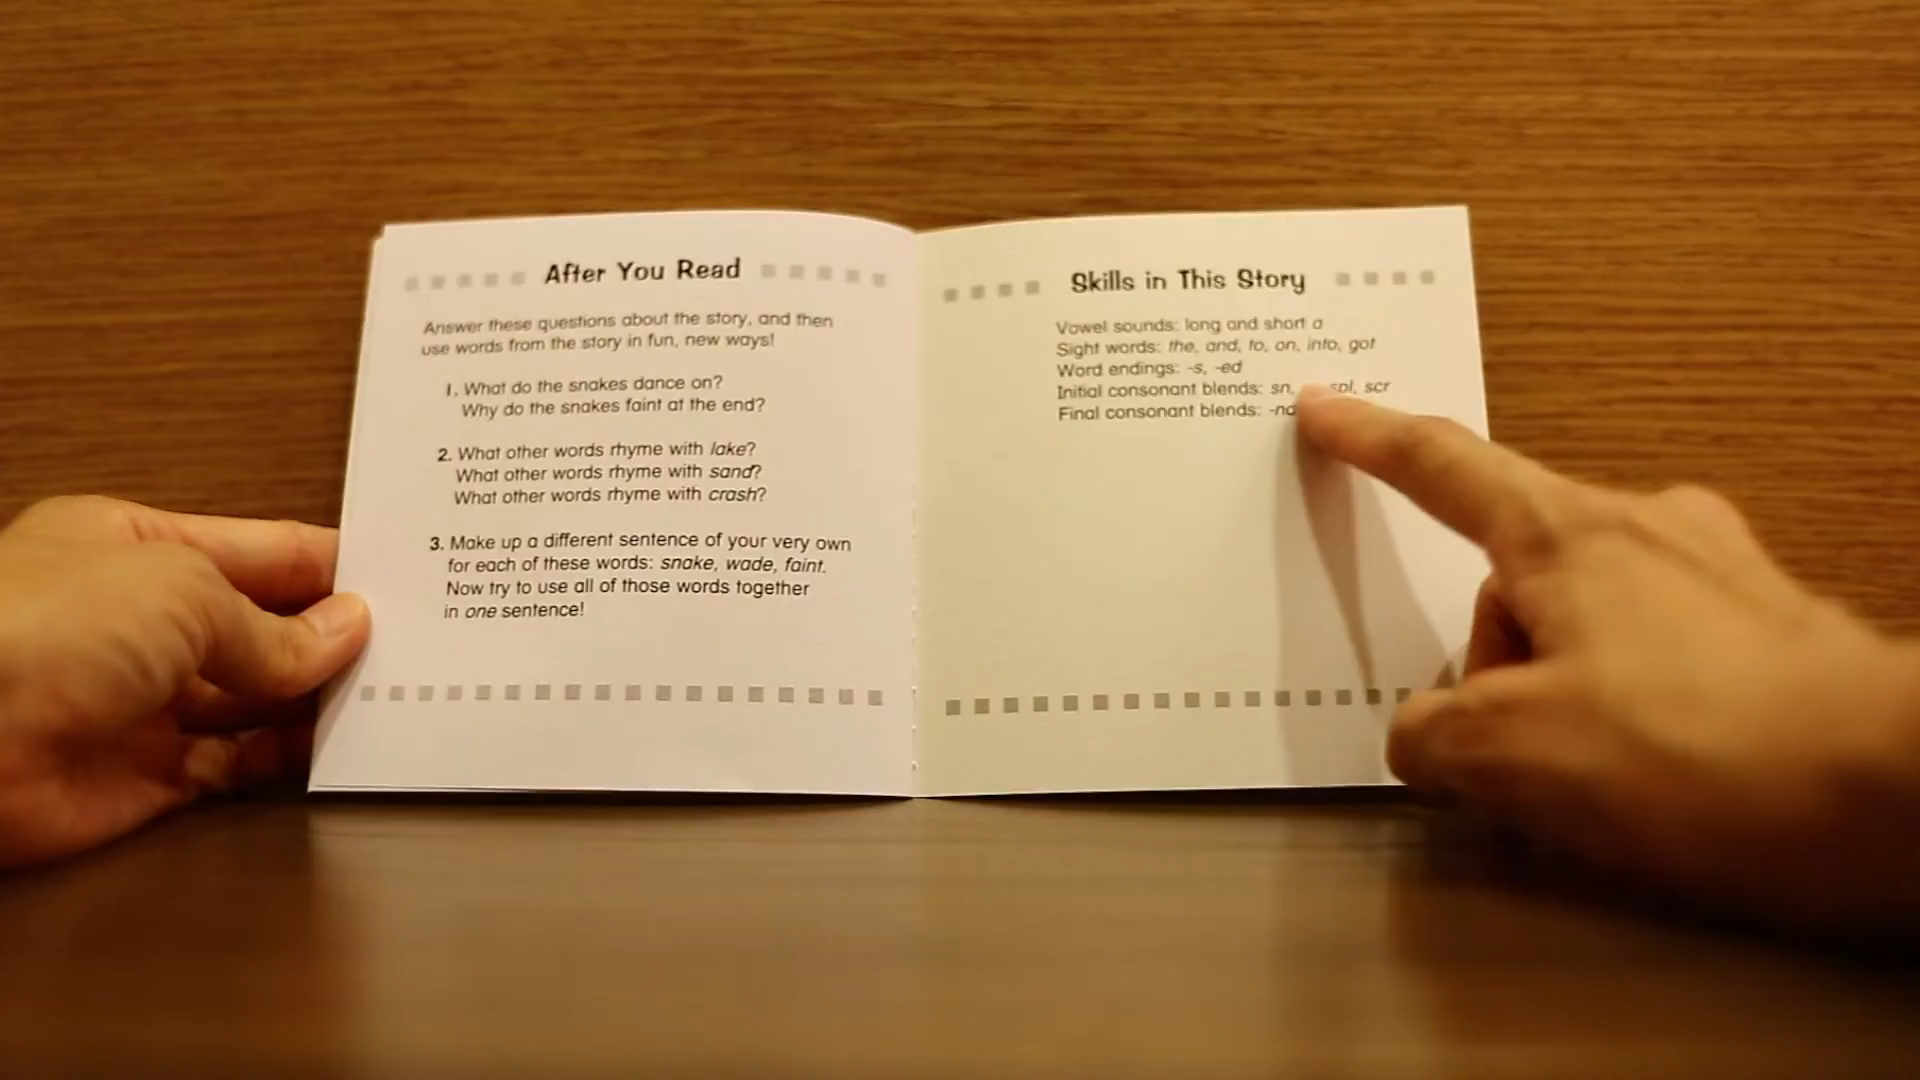 After You Read
Answer these questions about the story, and then
use words from the story in fun, new ways!
1. What do the snakes dance on?
Why do the snakes faint at the end?
2. What other words rhyme with lake?
What other words rhyme with sand?
What other words rhyme with crash?
3. Make up a different sentence of your very own
for each of these words: snake, wade, faint.
Now try to use all of those words together
in one sentence!
Skills in This Story
Vowel sounds: long and short a
Sight words: the, and, to, on, into, got
Word endings: -s, -ed
Initial consonant blends: sn, spl, scr
Final consonant blends: